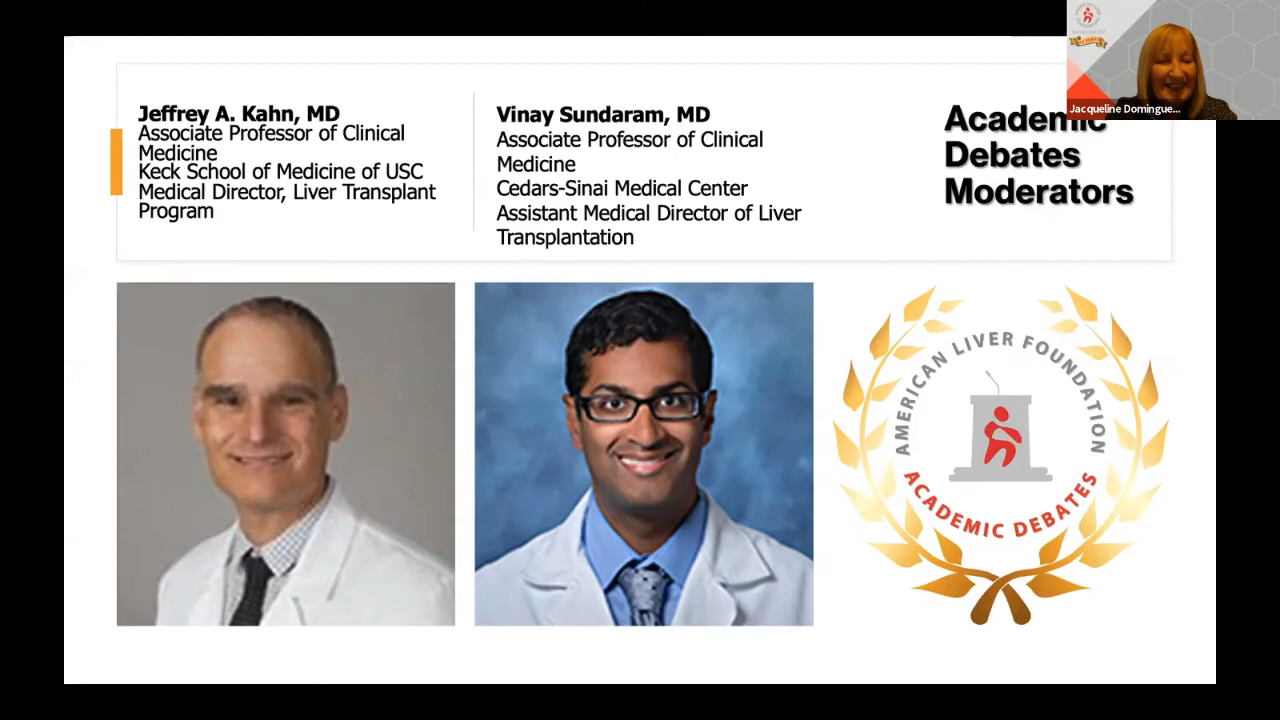 Jeffrey A. Kahn, MD
Associate Professor of Clinical
Medicine
Keck School of Medicine of USC
Medical Director, Liver Transplant
Program
Vinay Sundaram, MD
Associate Professor of Clinical
Medicine
Cedars-Sinai Medical Center
Assistant Medical Director of Liver
Transplantation
Academic
Debates
Moderators
Jacqueline Domingue...
AMERICAN LIVER FOUNDATION
ACADEMIC DEBATES